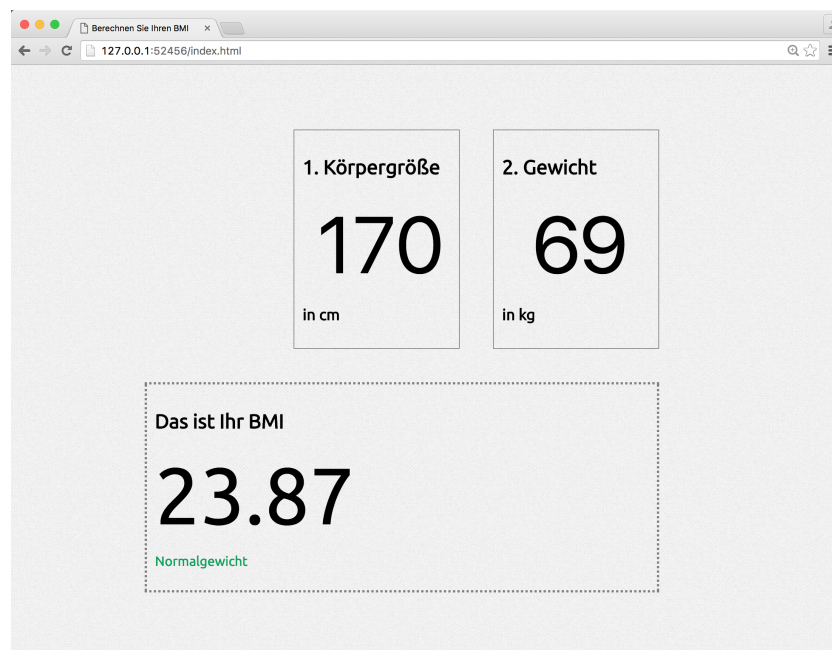 Berechnen Sie Ihren BMI
127.0.0.1:52456/index.html
1. Körpergröße
170
in cm
2. Gewicht
69
in kg
Das ist Ihr BMI
23.87
Normalgewicht